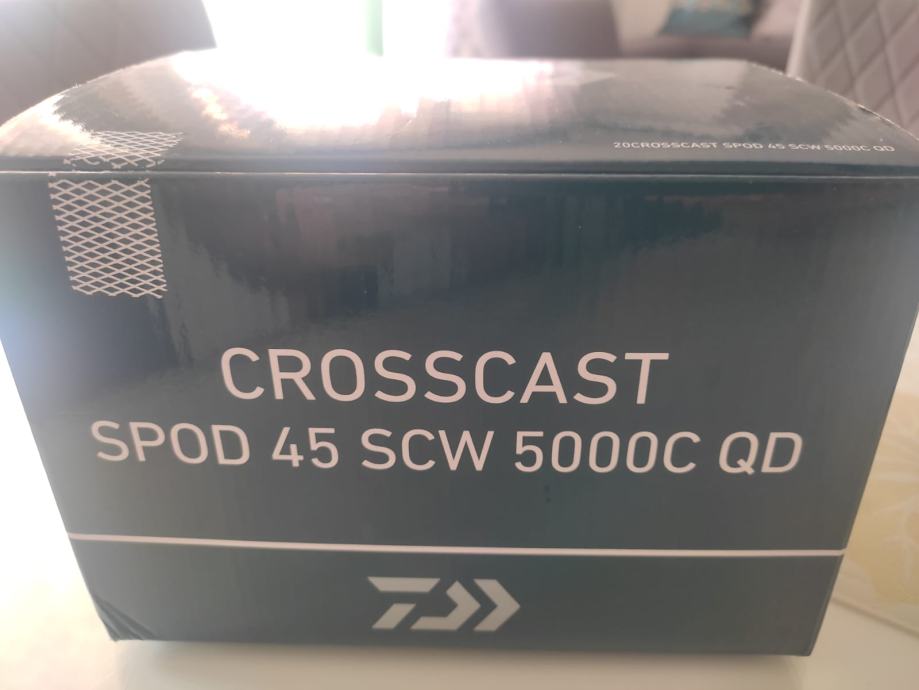 20CROSSCAST SPOD 45 SCW 5000C QD
CROSSCAST
SPOD 45 SCW 5000C QD